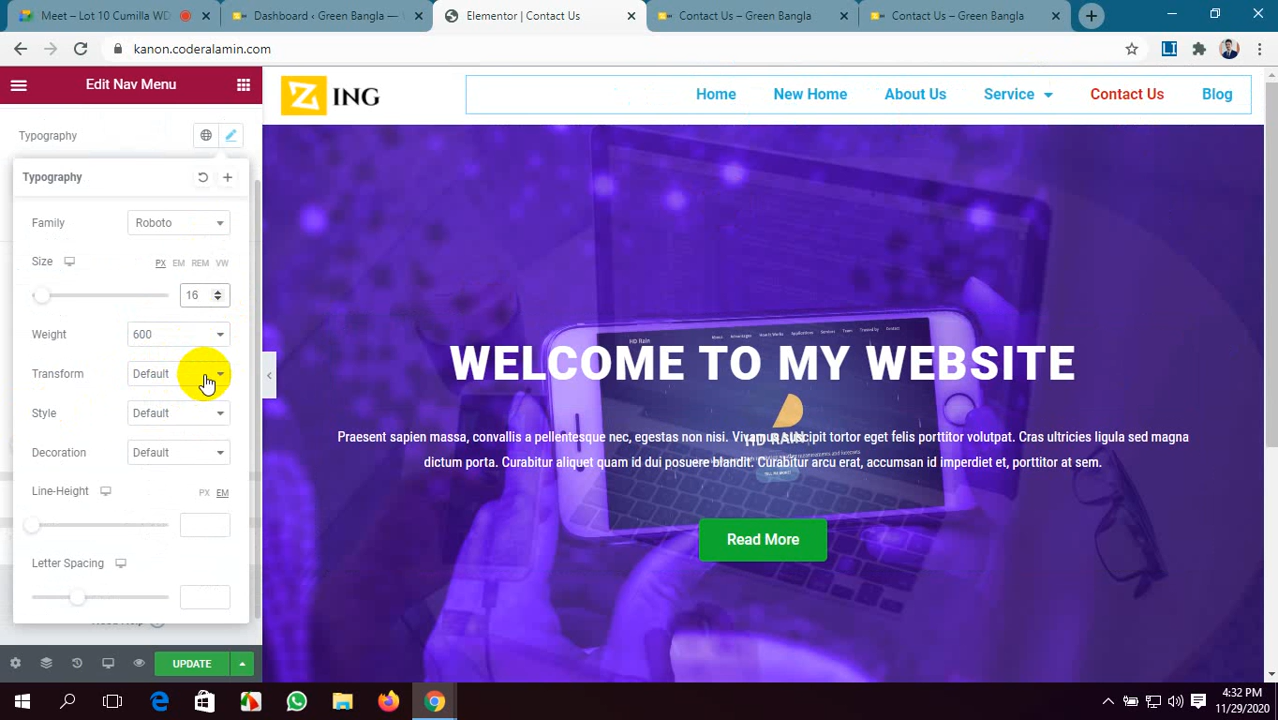 Meet – Lot 10 Cumilla WD
Dashboard ‹ Green Bangla —
Elementor | Contact Us
Contact Us – Green Bangla
Contact Us – Green Bangla
kanon.coderalamin.com
Edit Nav Menu
Z ING
Home
New Home
About Us
Service
Contact Us
Blog
Typography
Typography
Family
Roboto
Size
PX EM REM VW
16
Weight
600
Transform
Default
Style
Default
Decoration
Default
Line-Height
PX EM
Letter Spacing
UPDATE
HD Rain
WELCOME TO MY WEBSITE
HD RAIN
Praesent sapien massa, convallis a pellentesque nec, egestas non nisi. Vivamus suscipit tortor eget felis porttitor volutpat. Cras ultricies ligula sed magna
dictum porta. Curabitur aliquet quam id dui posuere blandit. Curabitur arcu erat, accumsan id imperdiet et, porttitor at sem.
Read More
4:32 PM
11/29/2020